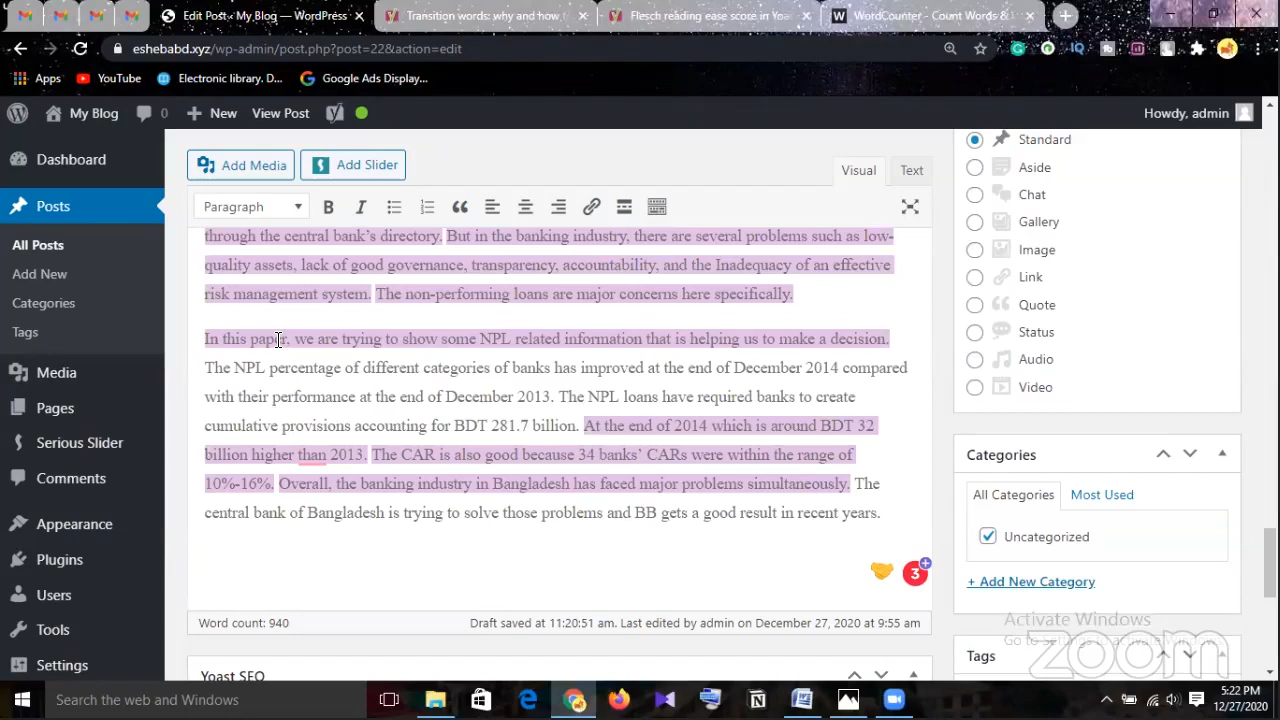 Edit Post ‹ My Blog — WordPress
Transition words: why and how t
Flesch reading ease score in Yoa
WordCounter - Count Words &
eshebabd.xyz/wp-admin/post.php?post=22&action=edit
Apps
YouTube
Electronic library. D...
Google Ads Display...
My Blog
0
New
View Post
Howdy, admin
Dashboard
Posts
All Posts
Add New
Categories
Tags
Media
Pages
Serious Slider
Comments
Appearance
Plugins
Users
Tools
Settings
Add Media
Add Slider
Visual
Text
Paragraph
through the central bank's directory. But in the banking industry, there are several problems such as low-
quality assets, lack of good governance, transparency, accountability, and the Inadequacy of an effective
risk management system. The non-performing loans are major concerns here specifically.
In this paper, we are trying to show some NPL related information that is helping us to make a decision.
The NPL percentage of different categories of banks has improved at the end of December 2014 compared
with their performance at the end of December 2013. The NPL loans have required banks to create
cumulative provisions accounting for BDT 281.7 billion. At the end of 2014 which is around BDT 32
billion higher than 2013. The CAR is also good because 34 banks' CARs were within the range of
10%-16%. Overall, the banking industry in Bangladesh has faced major problems simultaneously. The
central bank of Bangladesh is trying to solve those problems and BB gets a good result in recent years.
3
Word count: 940
Draft saved at 11:20:51 am. Last edited by admin on December 27, 2020 at 9:55 am
Yoast SEO
Standard
Aside
Chat
Gallery
Image
Link
Quote
Status
Audio
Video
Categories
All Categories
Most Used
Uncategorized
+ Add New Category
Activate Windows
Go to Settings to activate Windows.
Tags
zoom
Search the web and Windows
5:22 PM
12/27/2020